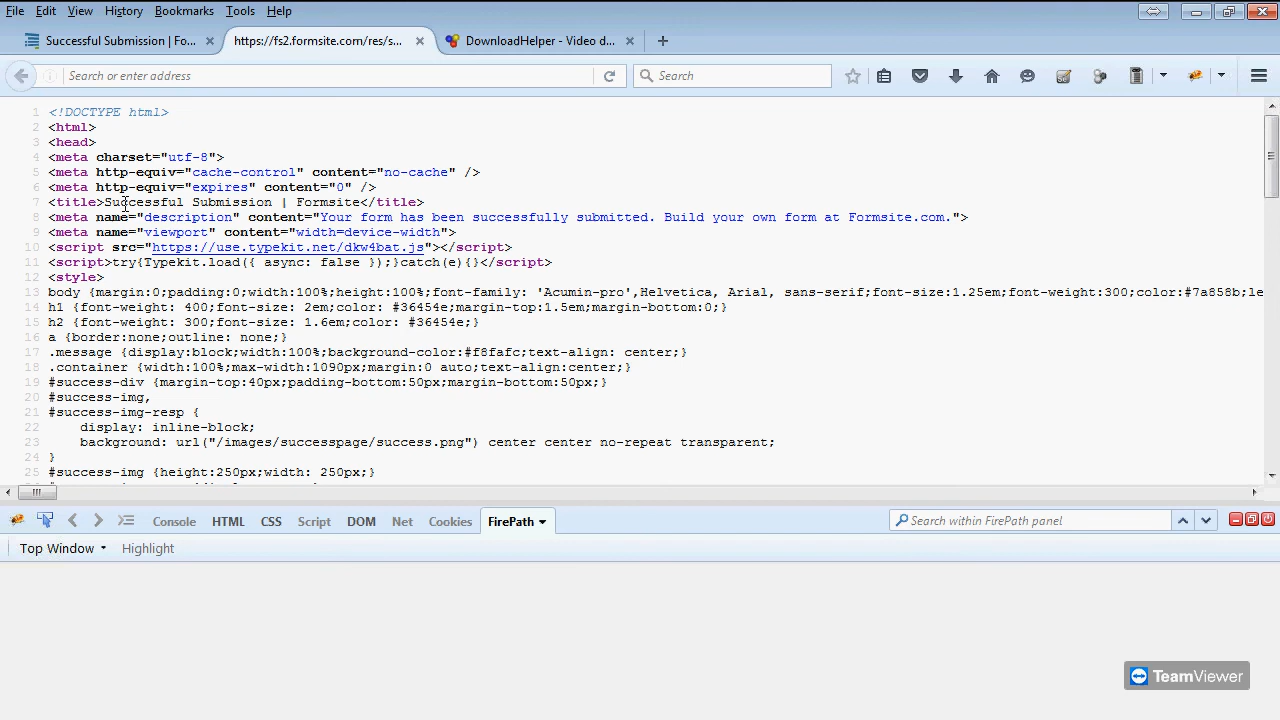 File Edit View History Bookmarks Tools Help
Successful Submission | Fo...
https://fs2.formsite.com/res/s...
DownloadHelper - Video d...
Search or enter address
Search
1 <!DOCTYPE html>
2 <html>
3 <head>
4 <meta charset="utf-8">
5 <meta http-equiv="cache-control" content="no-cache" />
6 <meta http-equiv="expires" content="0" />
7 <title>Successful Submission | Formsite</title>
8 <meta name="description" content="Your form has been successfully submitted. Build your own form at Formsite.com.">
9 <meta name="viewport" content="width=device-width">
10 <script src="https://use.typekit.net/dkw4bat.js"></script>
11 <script>try{Typekit.load({ async: false });}catch(e){}</script>
12 <style>
13 body {margin:0;padding:0;width:100%;height:100%;font-family: 'Acumin-pro',Helvetica, Arial, sans-serif;font-size:1.25em;font-weight:300;color:#7a858b;le
14 h1 {font-weight: 400;font-size: 2em;color: #36454e;margin-top:1.5em;margin-bottom:0;}
15 h2 {font-weight: 300;font-size: 1.6em;color: #36454e;}
16 a {border:none;outline: none;}
17 .message {display:block;width:100%;background-color:#f8fafc;text-align: center;}
18 .container {width:100%;max-width:1090px;margin:0 auto;text-align:center;}
19 #success-div {margin-top:40px;padding-bottom:50px;margin-bottom:50px;}
20 #success-img,
21 #success-img-resp {
22 display: inline-block;
23 background: url("/images/successpage/success.png") center center no-repeat transparent;
24 }
25 #success-img {height:250px;width: 250px;}
Console HTML CSS Script DOM Net Cookies FirePath
Search within FirePath panel
Top Window Highlight
TeamViewer